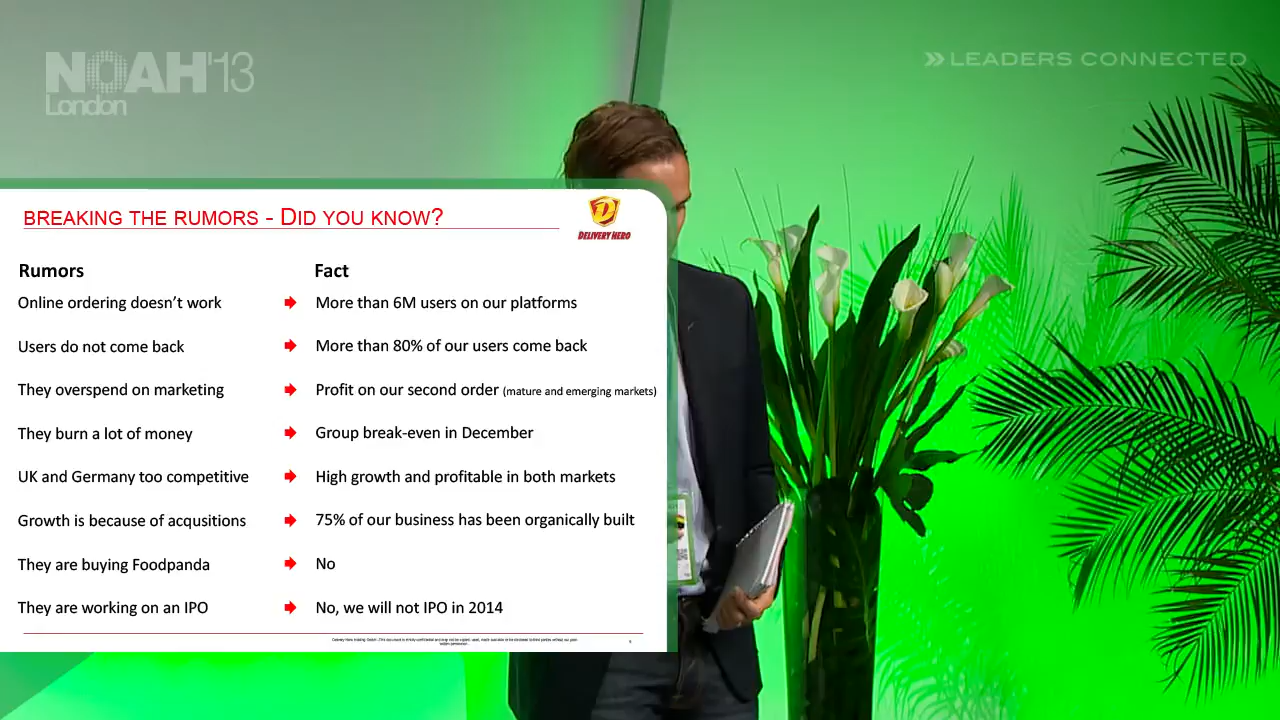 NOAH'13
London
LEADERS CONNECTED
BREAKING THE RUMORS - DID YOU KNOW?
DELIVERY HERO
Rumors Fact
Online ordering doesn't work More than 6M users on our platforms
Users do not come back More than 80% of our users come back
They overspend on marketing Profit on our second order (mature and emerging markets)
They burn a lot of money Group break-even in December
UK and Germany too competitive High growth and profitable in both markets
Growth is because of acqusitions 75% of our business has been organically built
They are buying Foodpanda No
They are working on an IPO No, we will not IPO in 2014